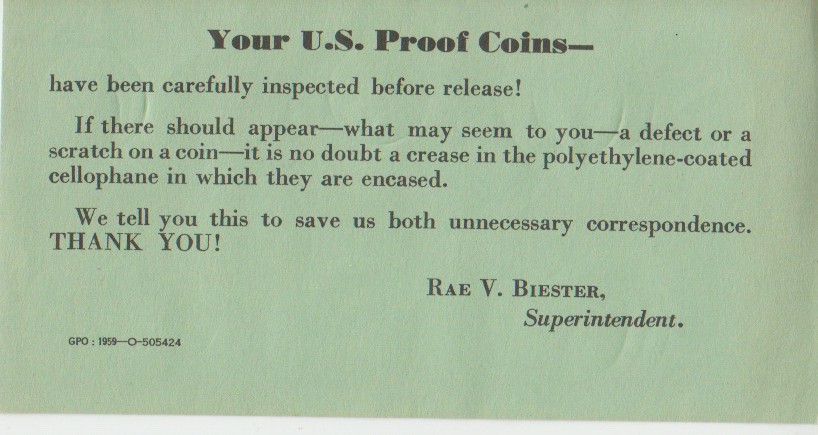 Your U.S. Proof Coins—
have been carefully inspected before release!
If there should appear—what may seem to you—a defect or a
scratch on a coin—it is no doubt a crease in the polyethylene-coated
cellophane in which they are encased.
We tell you this to save us both unnecessary correspondence.
THANK YOU!
RAE V. BIESTER,
Superintendent.
GPO : 1959—O-505424